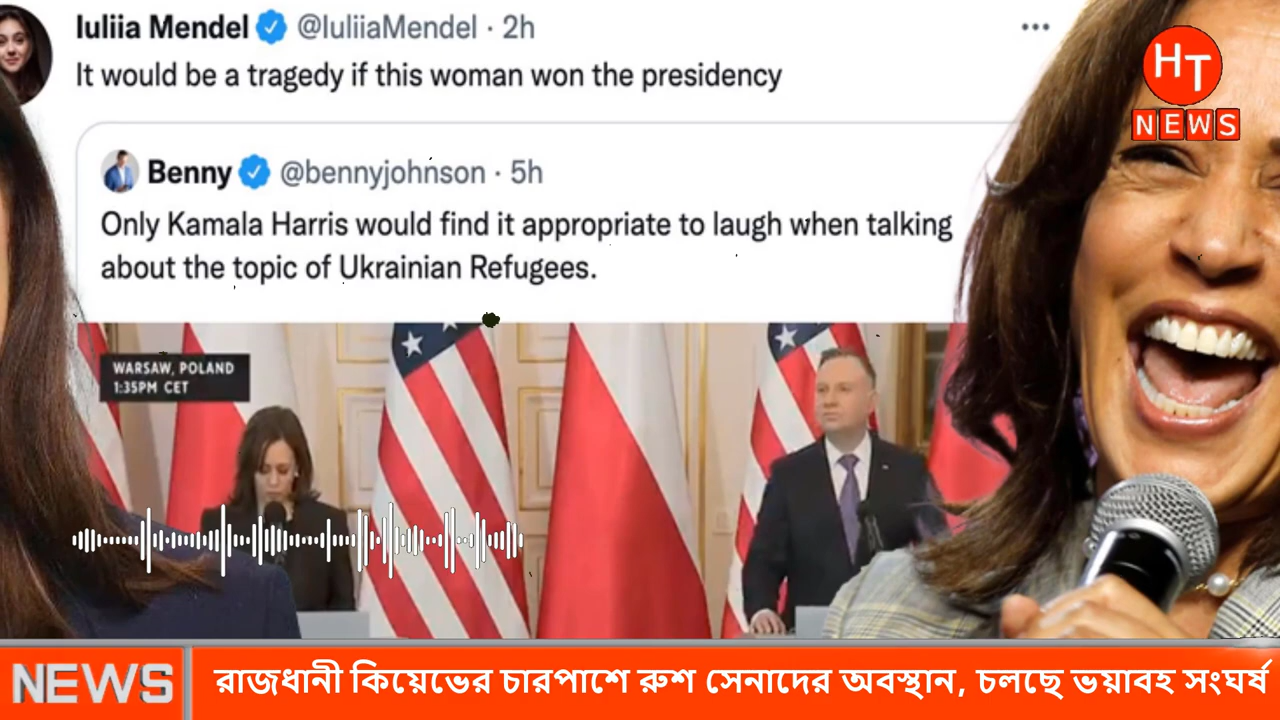 Iuliia Mendel @IuliiaMendel · 2h
It would be a tragedy if this woman won the presidency
HT
NEWS
Benny @bennyjohnson · 5h
Only Kamala Harris would find it appropriate to laugh when talking
about the topic of Ukrainian Refugees.
WARSAW, POLAND
1:35PM CET
NEWS
রাজধানী কিয়েভের চারপাশে রুশ সেনাদের অবস্থান, চলছে ভয়াবহ সংঘর্ষ